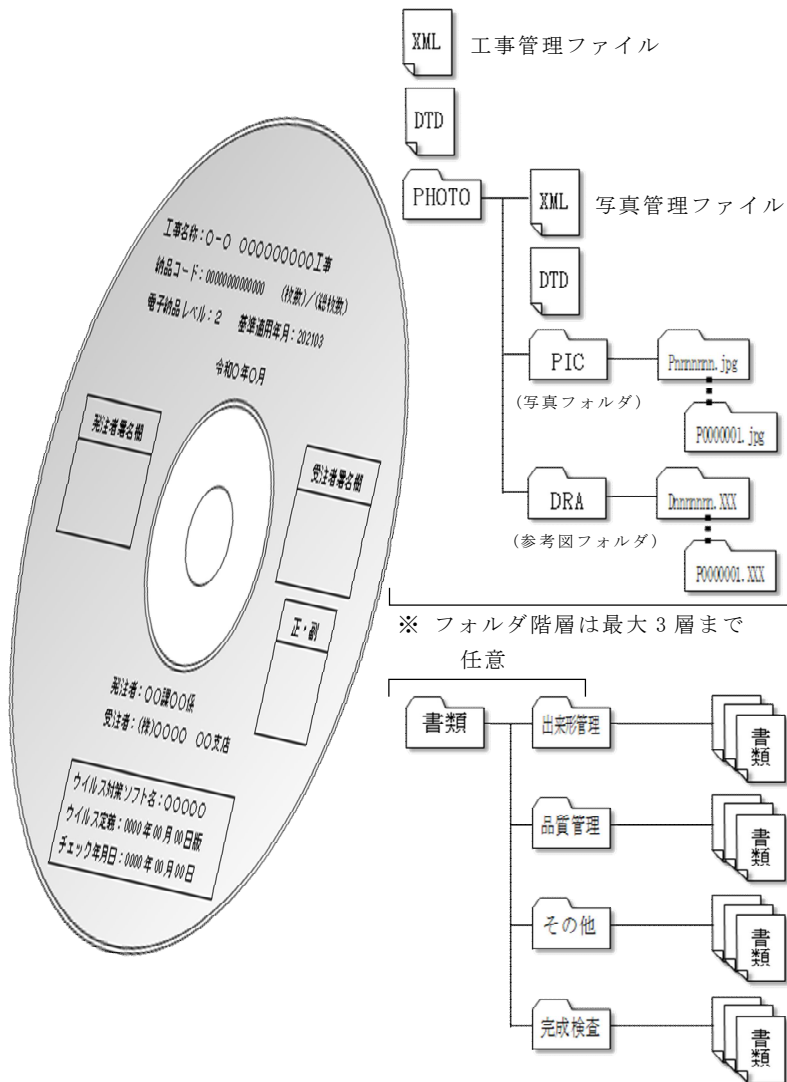 XML
工事管理ファイル
DTD
PHOTO
XML
写真管理ファイル
DTD
PIC
Pnnnnnnn.jpg
(写真フォルダ)
P0000001.jpg
DRA
Dnnnnnnn.XXX
(参考図フォルダ)
P0000001.XXX
※ フォルダ階層は最大3層まで
任意
書類
出来形管理
書類
品質管理
書類
その他
書類
完成検査
書類
工事名称:○-○ ○○○○○○○○○工事
納品コード:000000000000 (枚数)/(総枚数)
電子納品レベル:2 基準適用年月:202103
令和○年○月
発注者署名欄
受注者署名欄
正・副
発注者:○○課○○係
受注者:(株)○○○○ ○○支店
ウイルス対策ソフト名:○○○○○
ウイルス定義:0000年00月00日版
チェック年月日:0000年00月00日